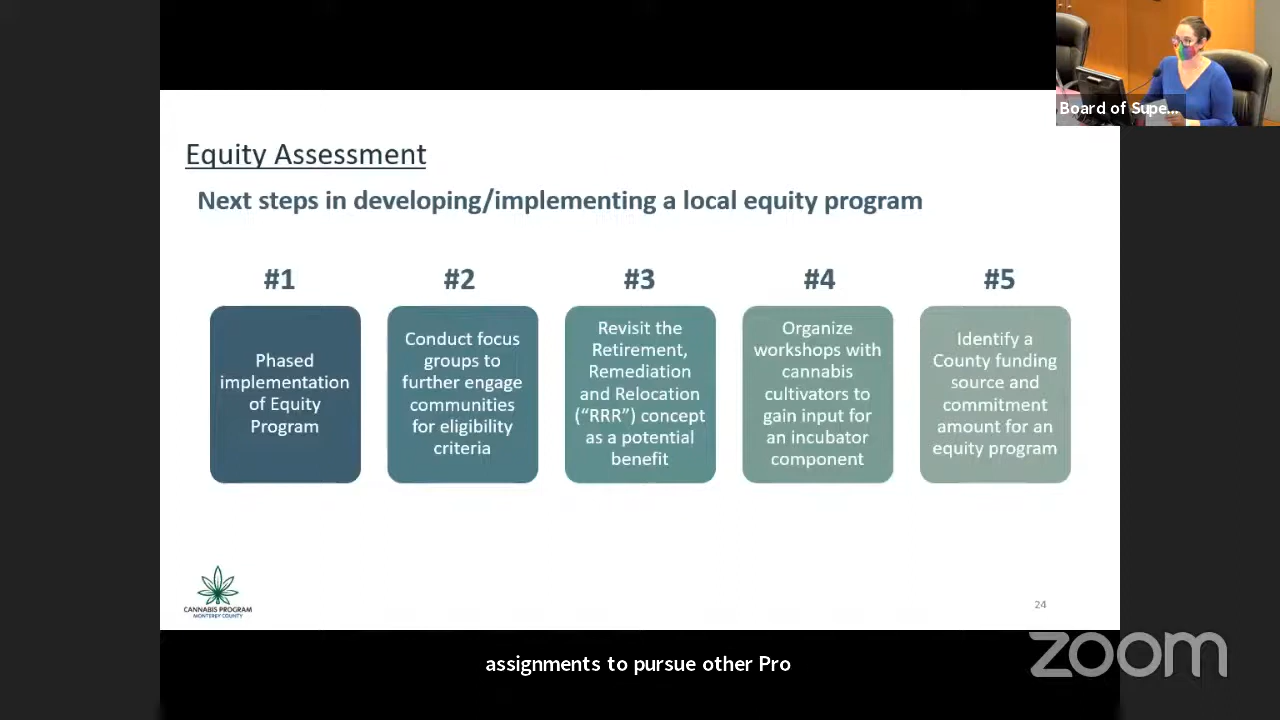 Board of Supe...
Equity Assessment
Next steps in developing/implementing a local equity program
#1
Phased
implementation
of Equity
Program
#2
Conduct focus
groups to
further engage
communities
for eligibility
criteria
#3
Revisit the
Retirement,
Remediation
and Relocation
(“RRR”) concept
as a potential
benefit
#4
Organize
workshops with
cannabis
cultivators to
gain input for
an incubator
component
#5
Identify a
County funding
source and
commitment
amount for an
equity program
CANNABIS PROGRAM
MONTEREY COUNTY
24
assignments to pursue other Pro
zoom